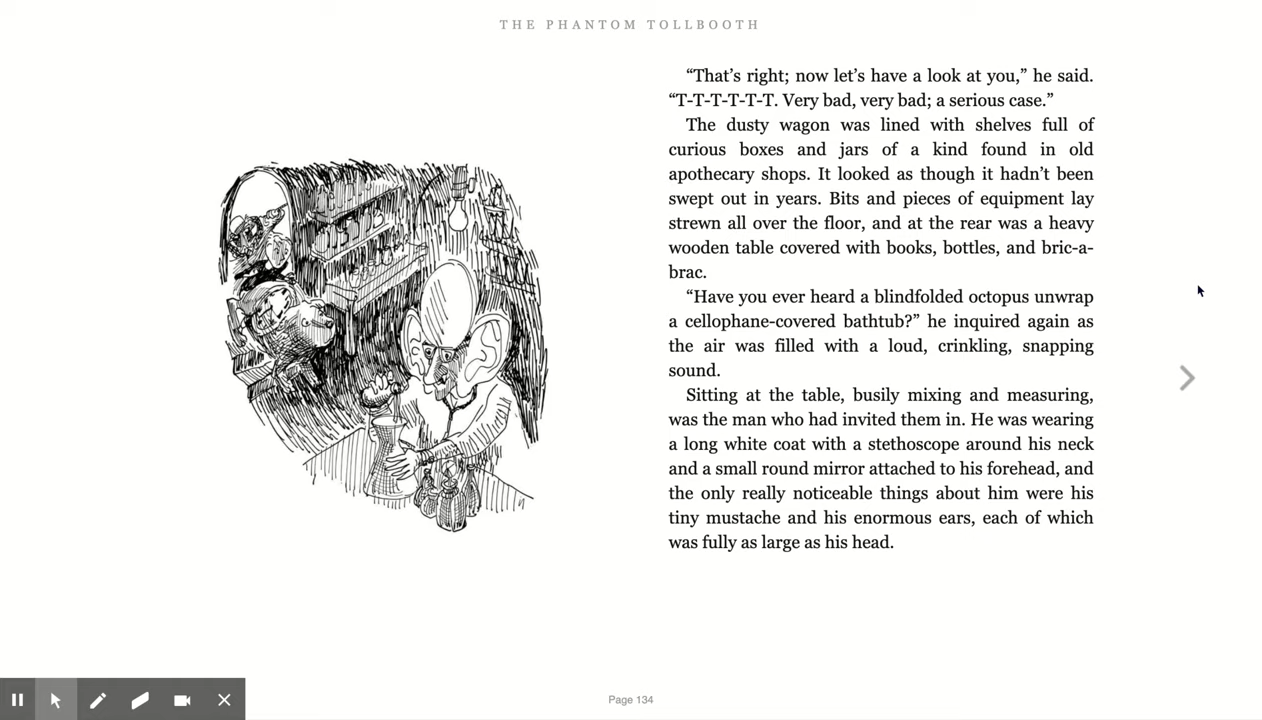 THE PHANTOM TOLLBOOTH
“That’s right; now let’s have a look at you,” he said.
“T-T-T-T-T-T. Very bad, very bad; a serious case.”
The dusty wagon was lined with shelves full of
curious boxes and jars of a kind found in old
apothecary shops. It looked as though it hadn’t been
swept out in years. Bits and pieces of equipment lay
strewn all over the floor, and at the rear was a heavy
wooden table covered with books, bottles, and bric-a-
brac.
“Have you ever heard a blindfolded octopus unwrap
a cellophane-covered bathtub?” he inquired again as
the air was filled with a loud, crinkling, snapping
sound.
Sitting at the table, busily mixing and measuring,
was the man who had invited them in. He was wearing
a long white coat with a stethoscope around his neck
and a small round mirror attached to his forehead, and
the only really noticeable things about him were his
tiny mustache and his enormous ears, each of which
was fully as large as his head.
Page 134